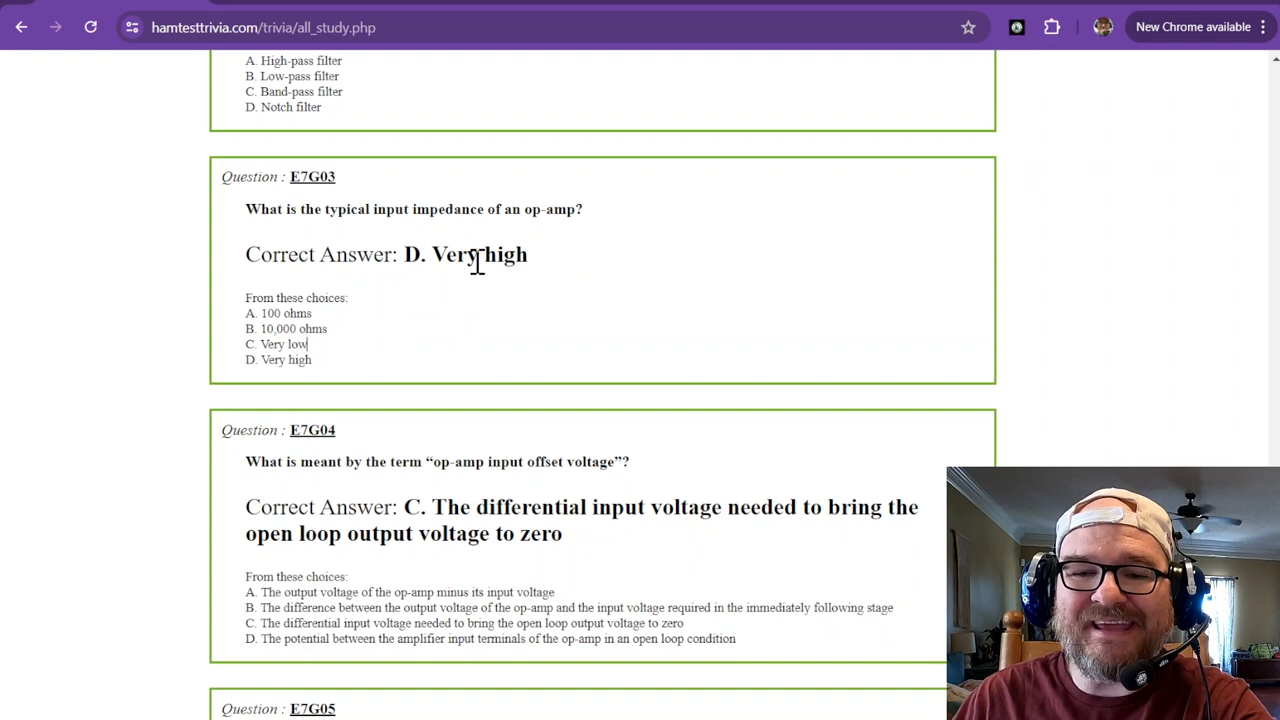 hamtesttrivia.com/trivia/all_study.php
New Chrome available
A. High-pass filter
B. Low-pass filter
C. Band-pass filter
D. Notch filter
Question : E7G03
What is the typical input impedance of an op-amp?
Correct Answer: D. Very high
From these choices:
A. 100 ohms
B. 10,000 ohms
C. Very low
D. Very high
Question : E7G04
What is meant by the term “op-amp input offset voltage”?
Correct Answer: C. The differential input voltage needed to bring the
open loop output voltage to zero
From these choices:
A. The output voltage of the op-amp minus its input voltage
B. The difference between the output voltage of the op-amp and the input voltage required in the immediately following stage
C. The differential input voltage needed to bring the open loop output voltage to zero
D. The potential between the amplifier input terminals of the op-amp in an open loop condition
Question : E7G05